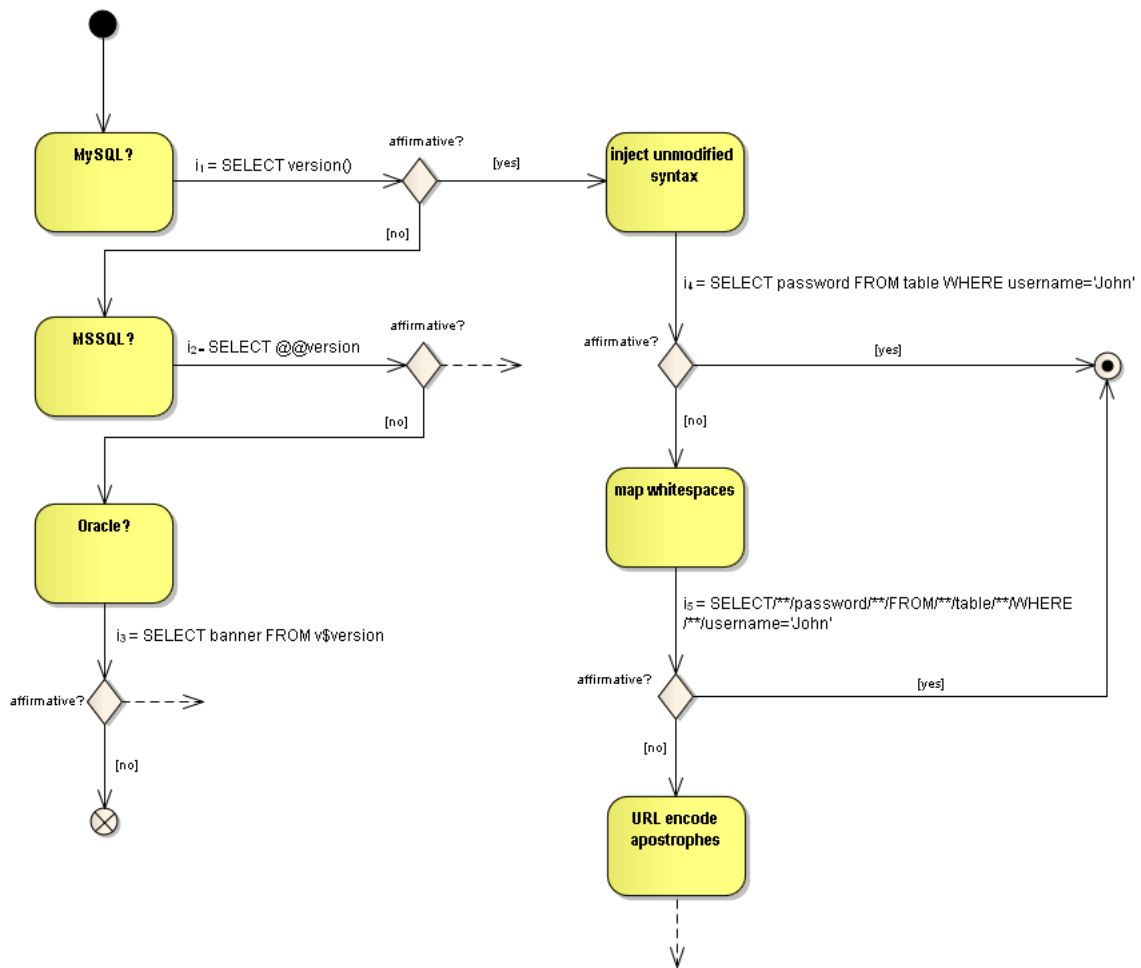 MySQL?
i₁ = SELECT version()
affirmative?
[yes]
[no]
inject unmodified
syntax
i₄ = SELECT password FROM table WHERE username='John'
MSSQL?
i₂= SELECT @@version
affirmative?
[no]
affirmative?
[yes]
[no]
Oracle?
i₃ = SELECT banner FROM v$version
affirmative?
[no]
map whitespaces
i₅ = SELECT/**/password/**/FROM/**/table/**/WHERE
/**/username='John'
affirmative?
[yes]
[no]
URL encode
apostrophes